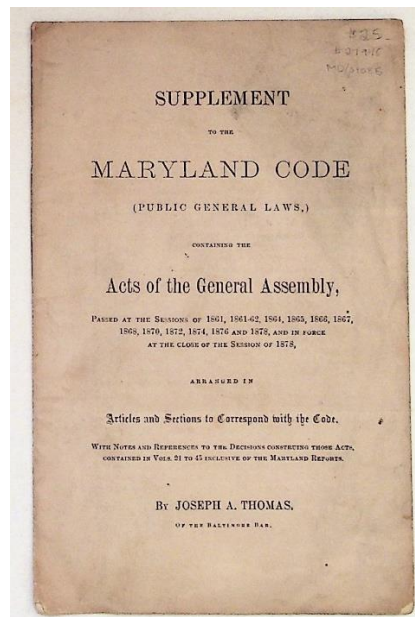 $25
SUPPLEMENT
TO THE
MARYLAND CODE
(PUBLIC GENERAL LAWS,)
CONTAINING THE
Acts of the General Assembly,
PASSED AT THE SESSIONS OF 1861, 1861-62, 1864, 1865, 1866, 1867,
1868, 1870, 1872, 1874, 1876 AND 1878, AND IN FORCE
AT THE CLOSE OF THE SESSION OF 1878,
ARRANGED IN
Articles and Sections to Correspond with the Code.
WITH NOTES AND REFERENCES TO THE DECISIONS CONSTRUING THOSE ACTS,
CONTAINED IN VOLS. 21 TO 45 INCLUSIVE OF THE MARYLAND REPORTS.
BY JOSEPH A. THOMAS,
OF THE BALTIMORE BAR.